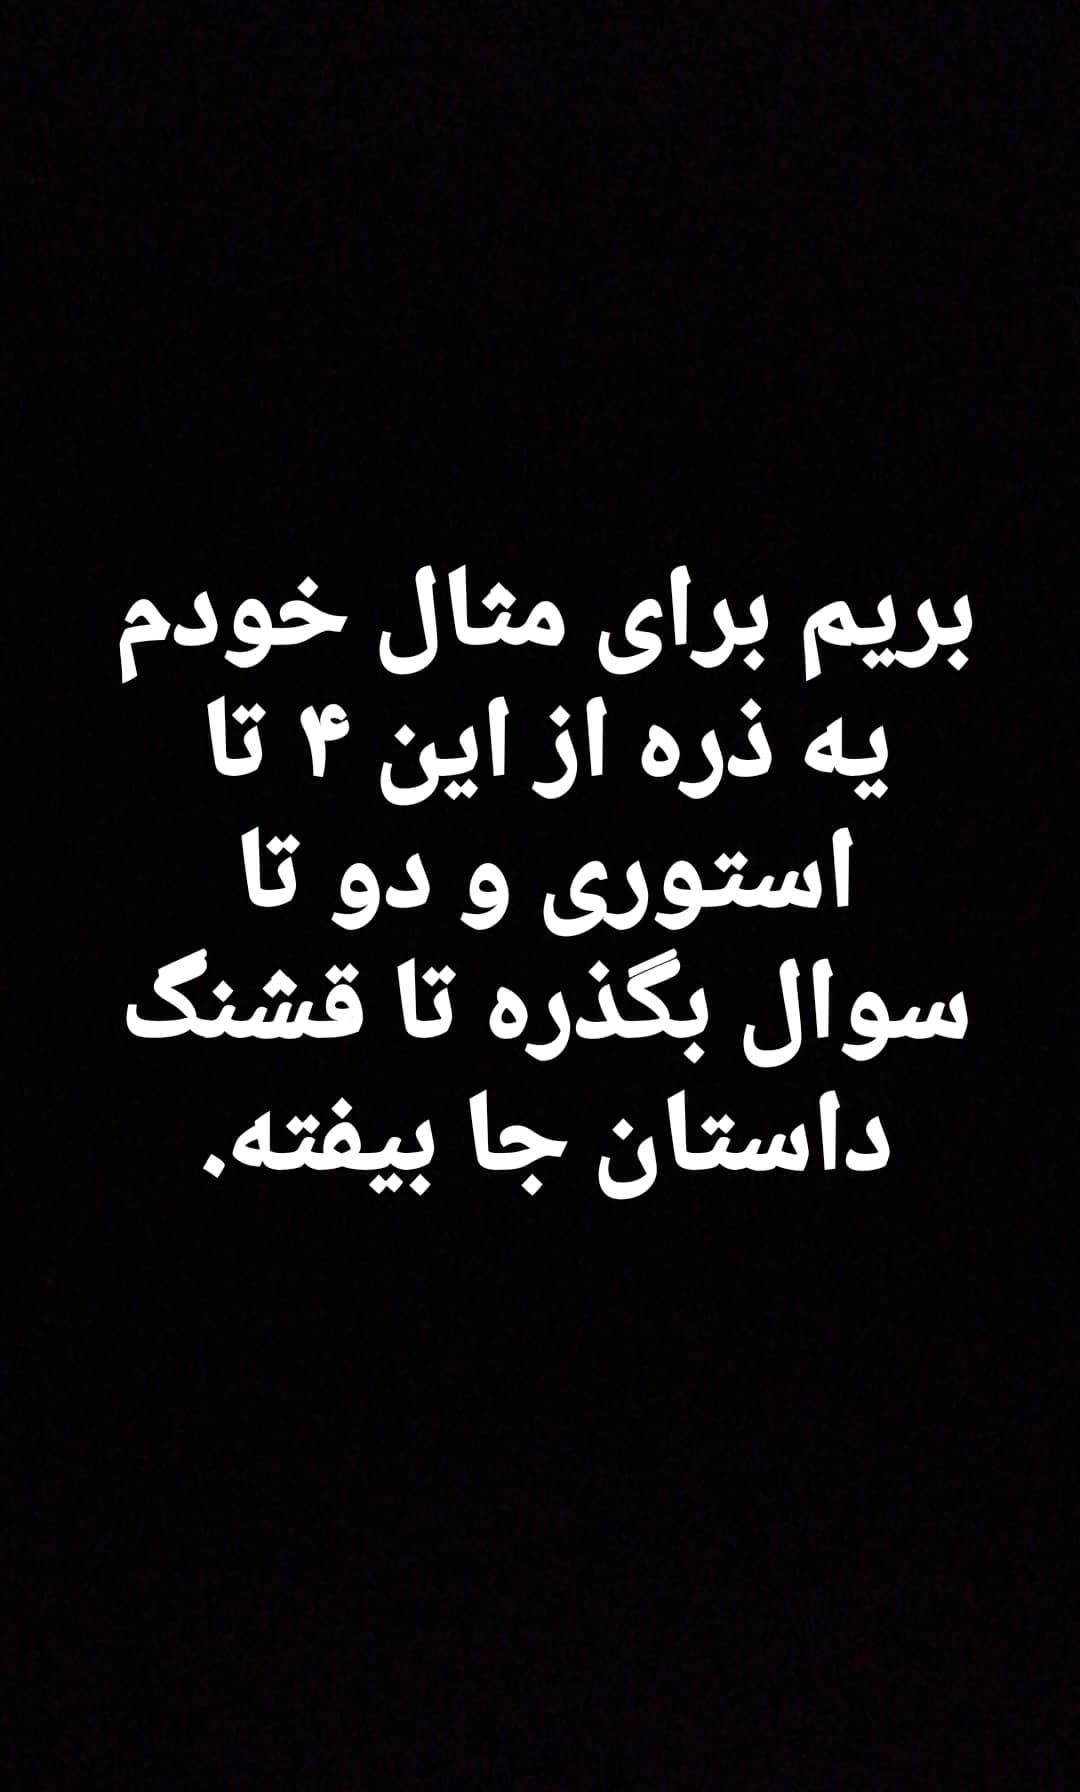 بریم برای مثال خودم
یه ذره از این ۴ تا
استوری و دو تا
سوال بگذره تا قشنگ
داستان جا بیفته.